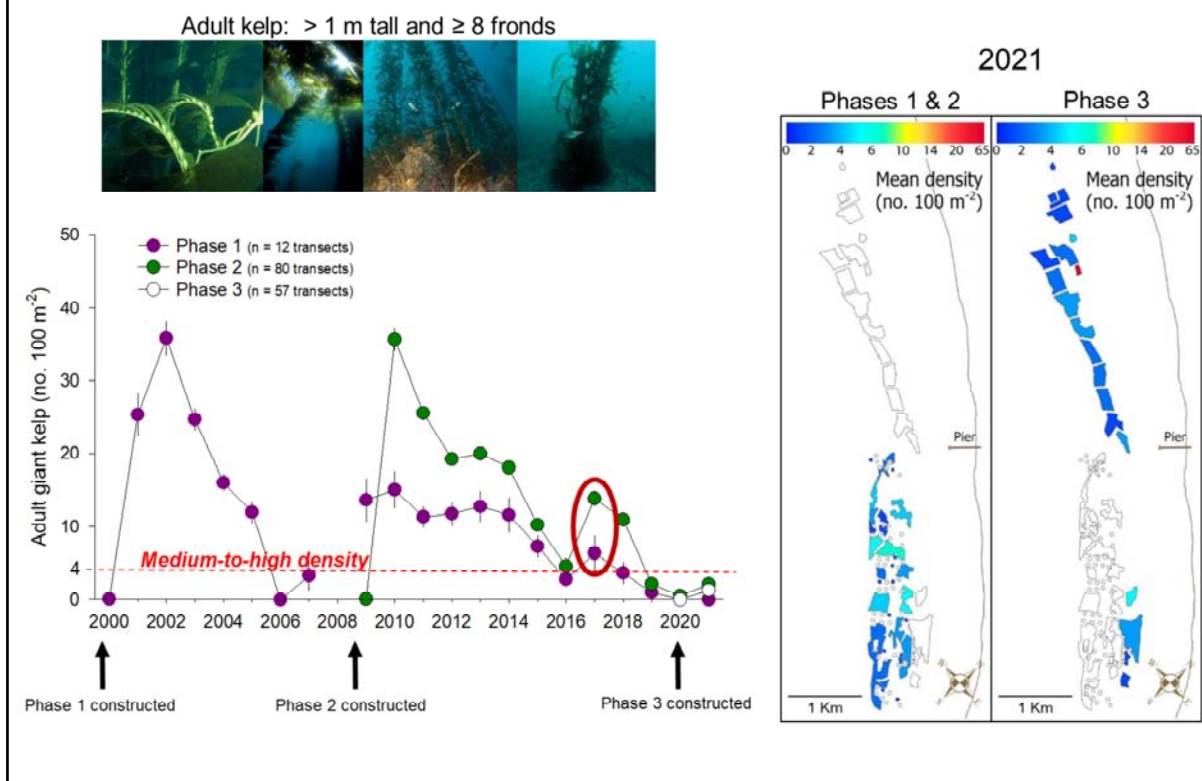 Adult kelp: > 1 m tall and ≥ 8 fronds
50
40
30
20
10
4
0
Adult giant kelp (no. 100 m⁻²)
Phase 1 (n = 12 transects)
Phase 2 (n = 80 transects)
Phase 3 (n = 57 transects)
Medium-to-high density
2000 2002 2004 2006 2008 2010 2012 2014 2016 2018 2020
Phase 1 constructed
Phase 2 constructed
Phase 3 constructed
2021
Phases 1 & 2
0 2 4 6 10 14 20 65
Mean density
(no. 100 m⁻²)
Pier
1 Km
Phase 3
0 2 4 6 10 14 20 65
Mean density
(no. 100 m⁻²)
Pier
1 Km